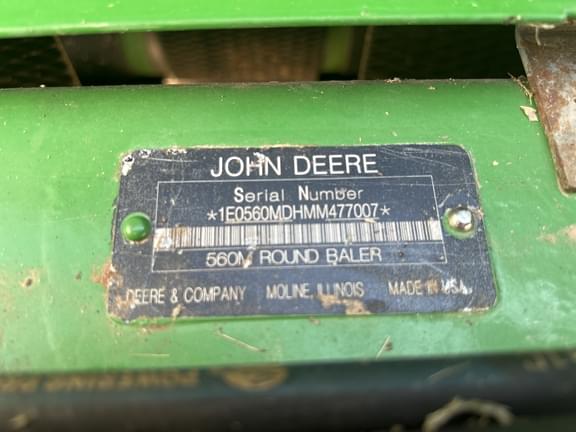 JOHN DEERE
Serial Number
*1E0560MDHMM477007*
560M ROUND BALER
DEERE & COMPANY MOLINE, ILLINOIS MADE IN USA